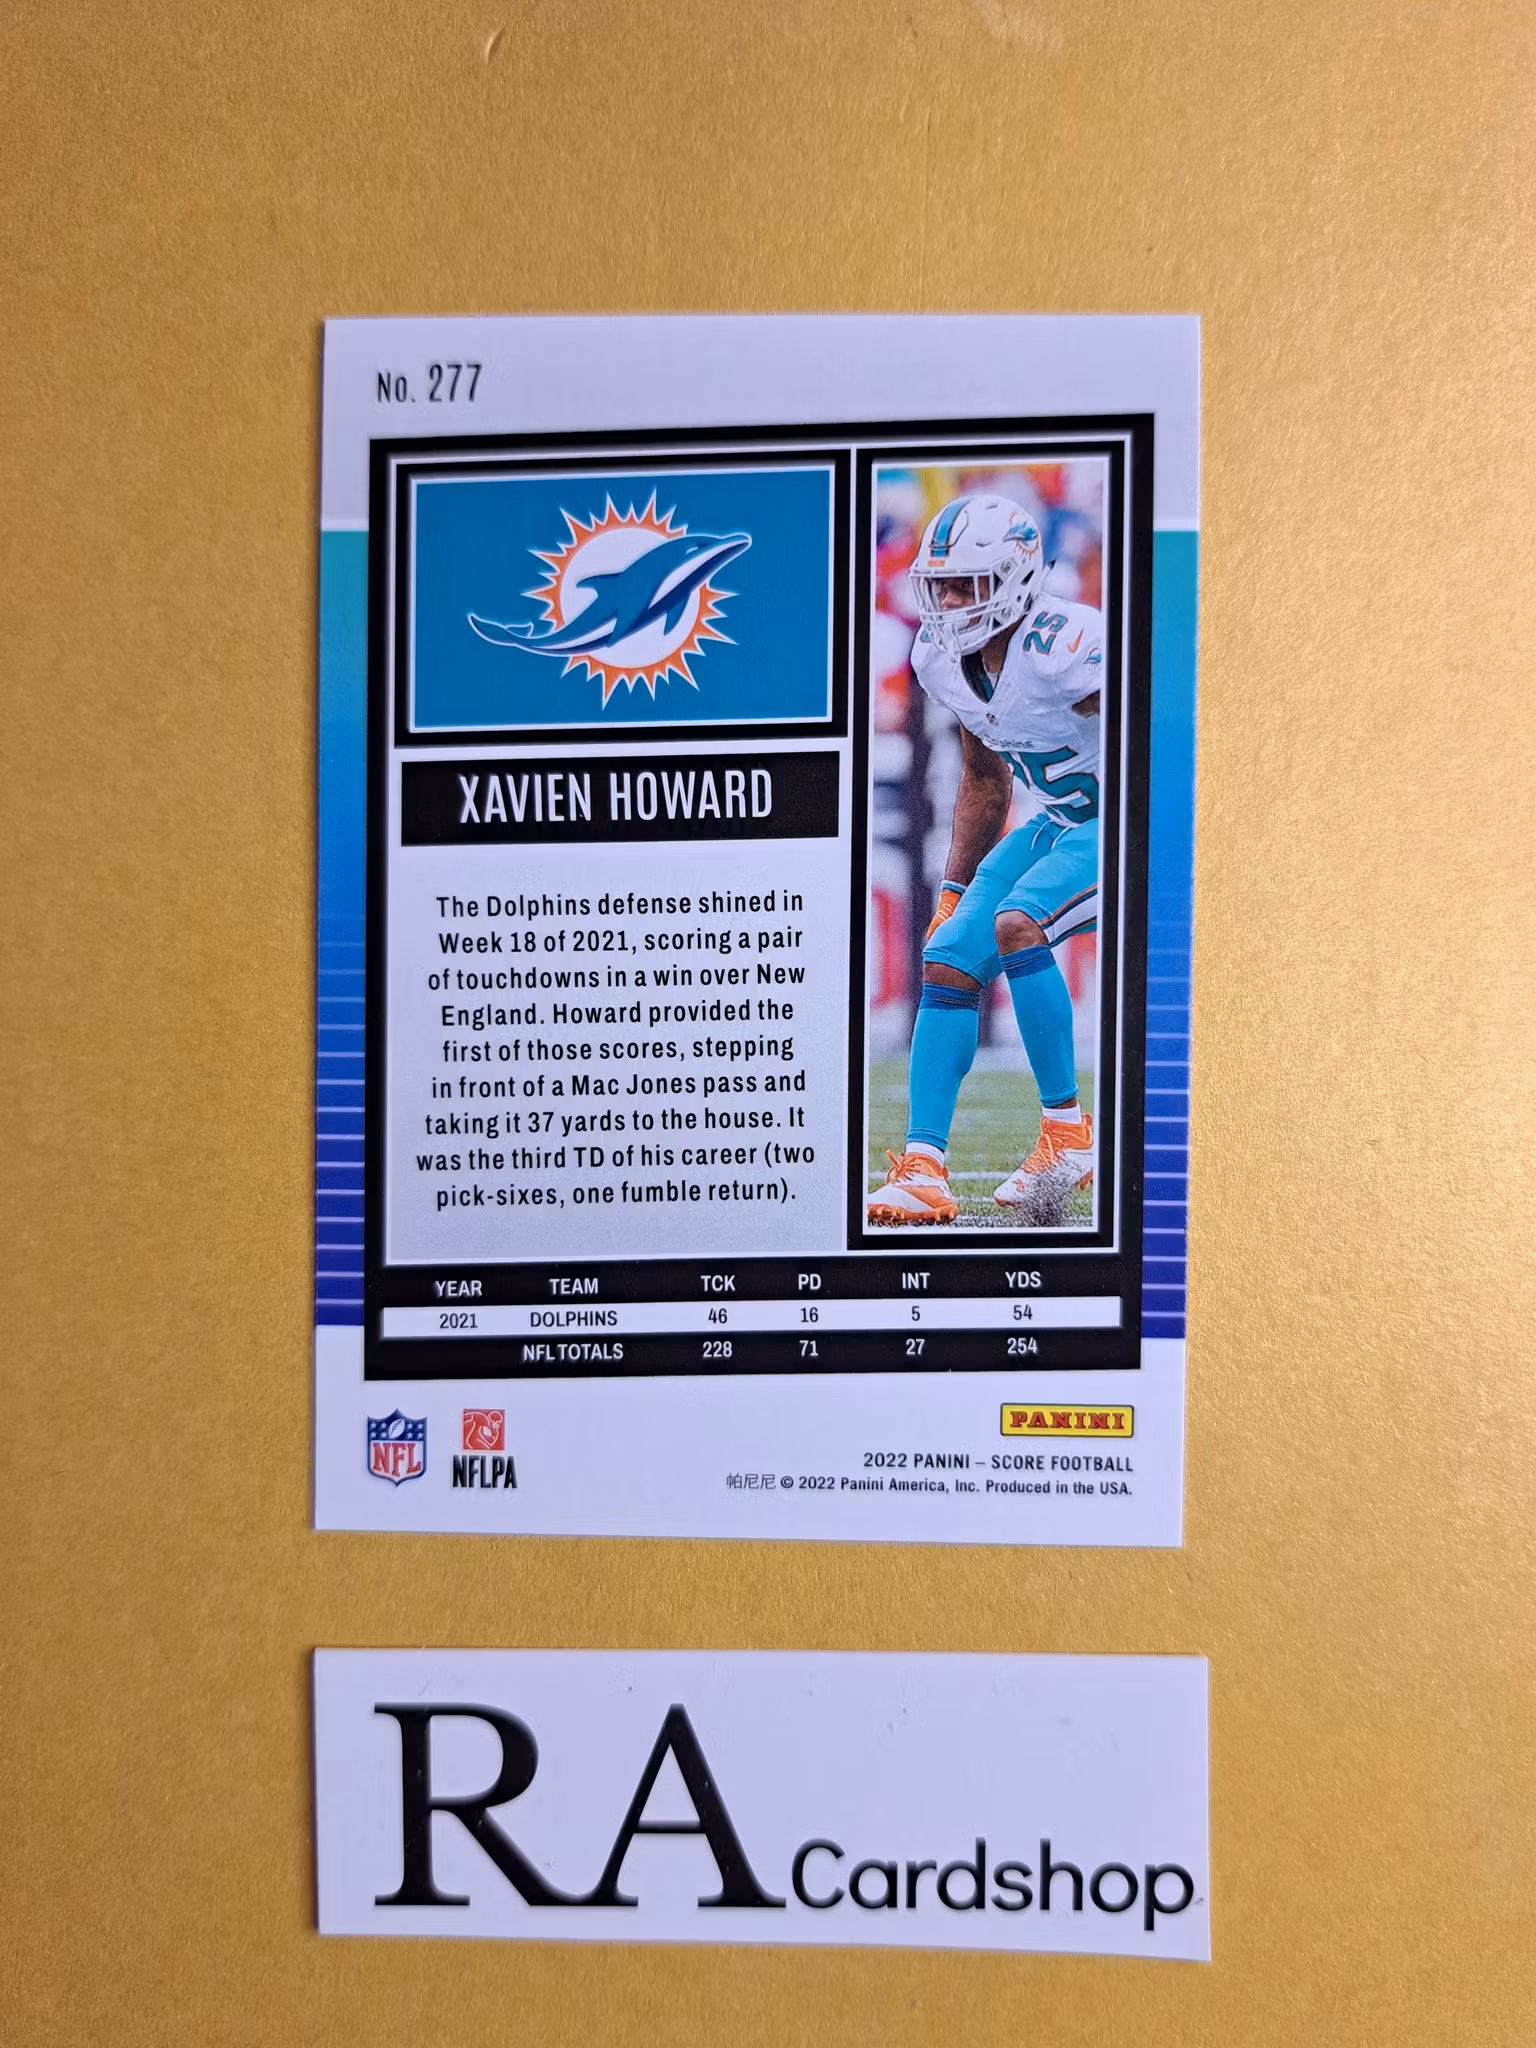 No. 277
XAVIEN HOWARD
The Dolphins defense shined in
Week 18 of 2021, scoring a pair
of touchdowns in a win over New
England. Howard provided the
first of those scores, stepping
in front of a Mac Jones pass and
taking it 37 yards to the house. It
was the third TD of his career (two
pick-sixes, one fumble return).
25
25
YEAR TEAM TCK PD INT YDS
2021 DOLPHINS 46 16 5 54
NFL TOTALS 228 71 27 254
NFL
NFLPA
PANINI
2022 PANINI – SCORE FOOTBALL
帕尼尼 © 2022 Panini America, Inc. Produced in the USA.
RA Cardshop